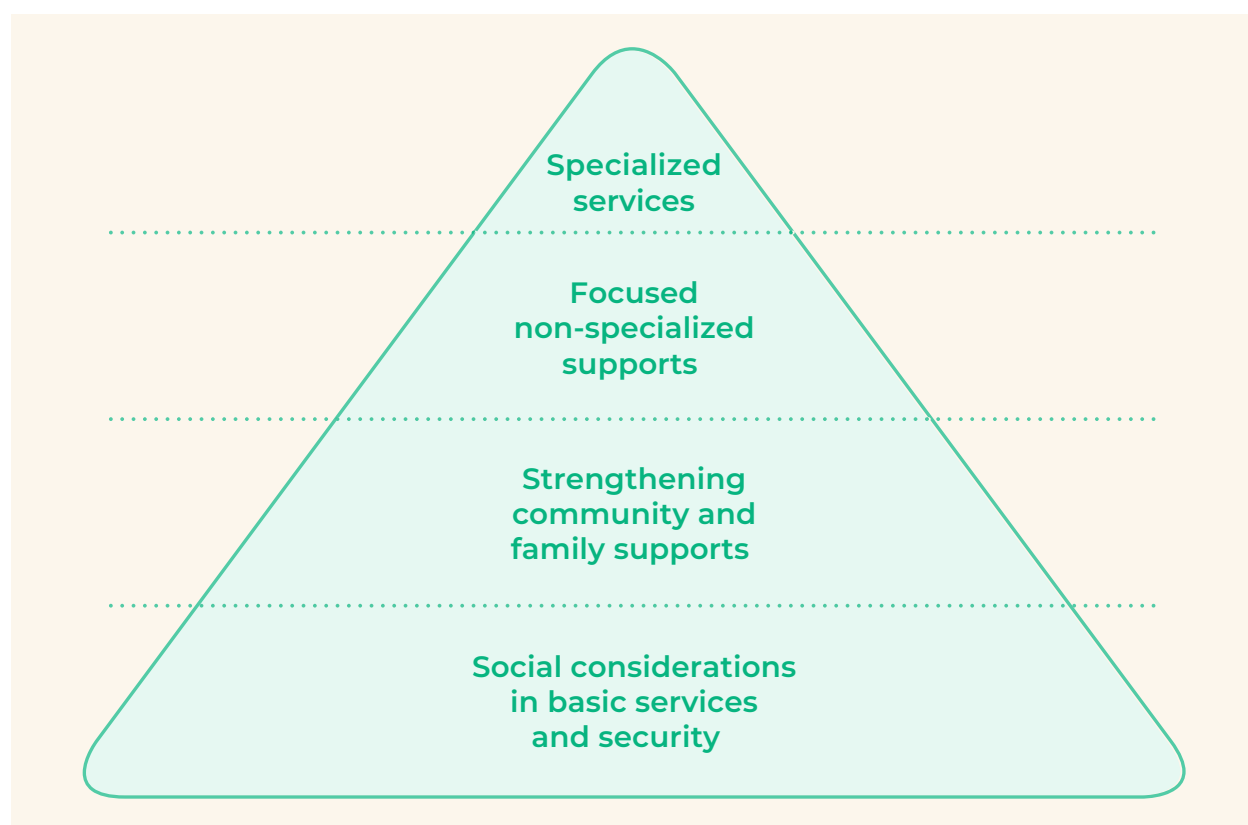 Specialized
services
Focused
non-specialized
supports
Strengthening
community and
family supports
Social considerations
in basic services
and security